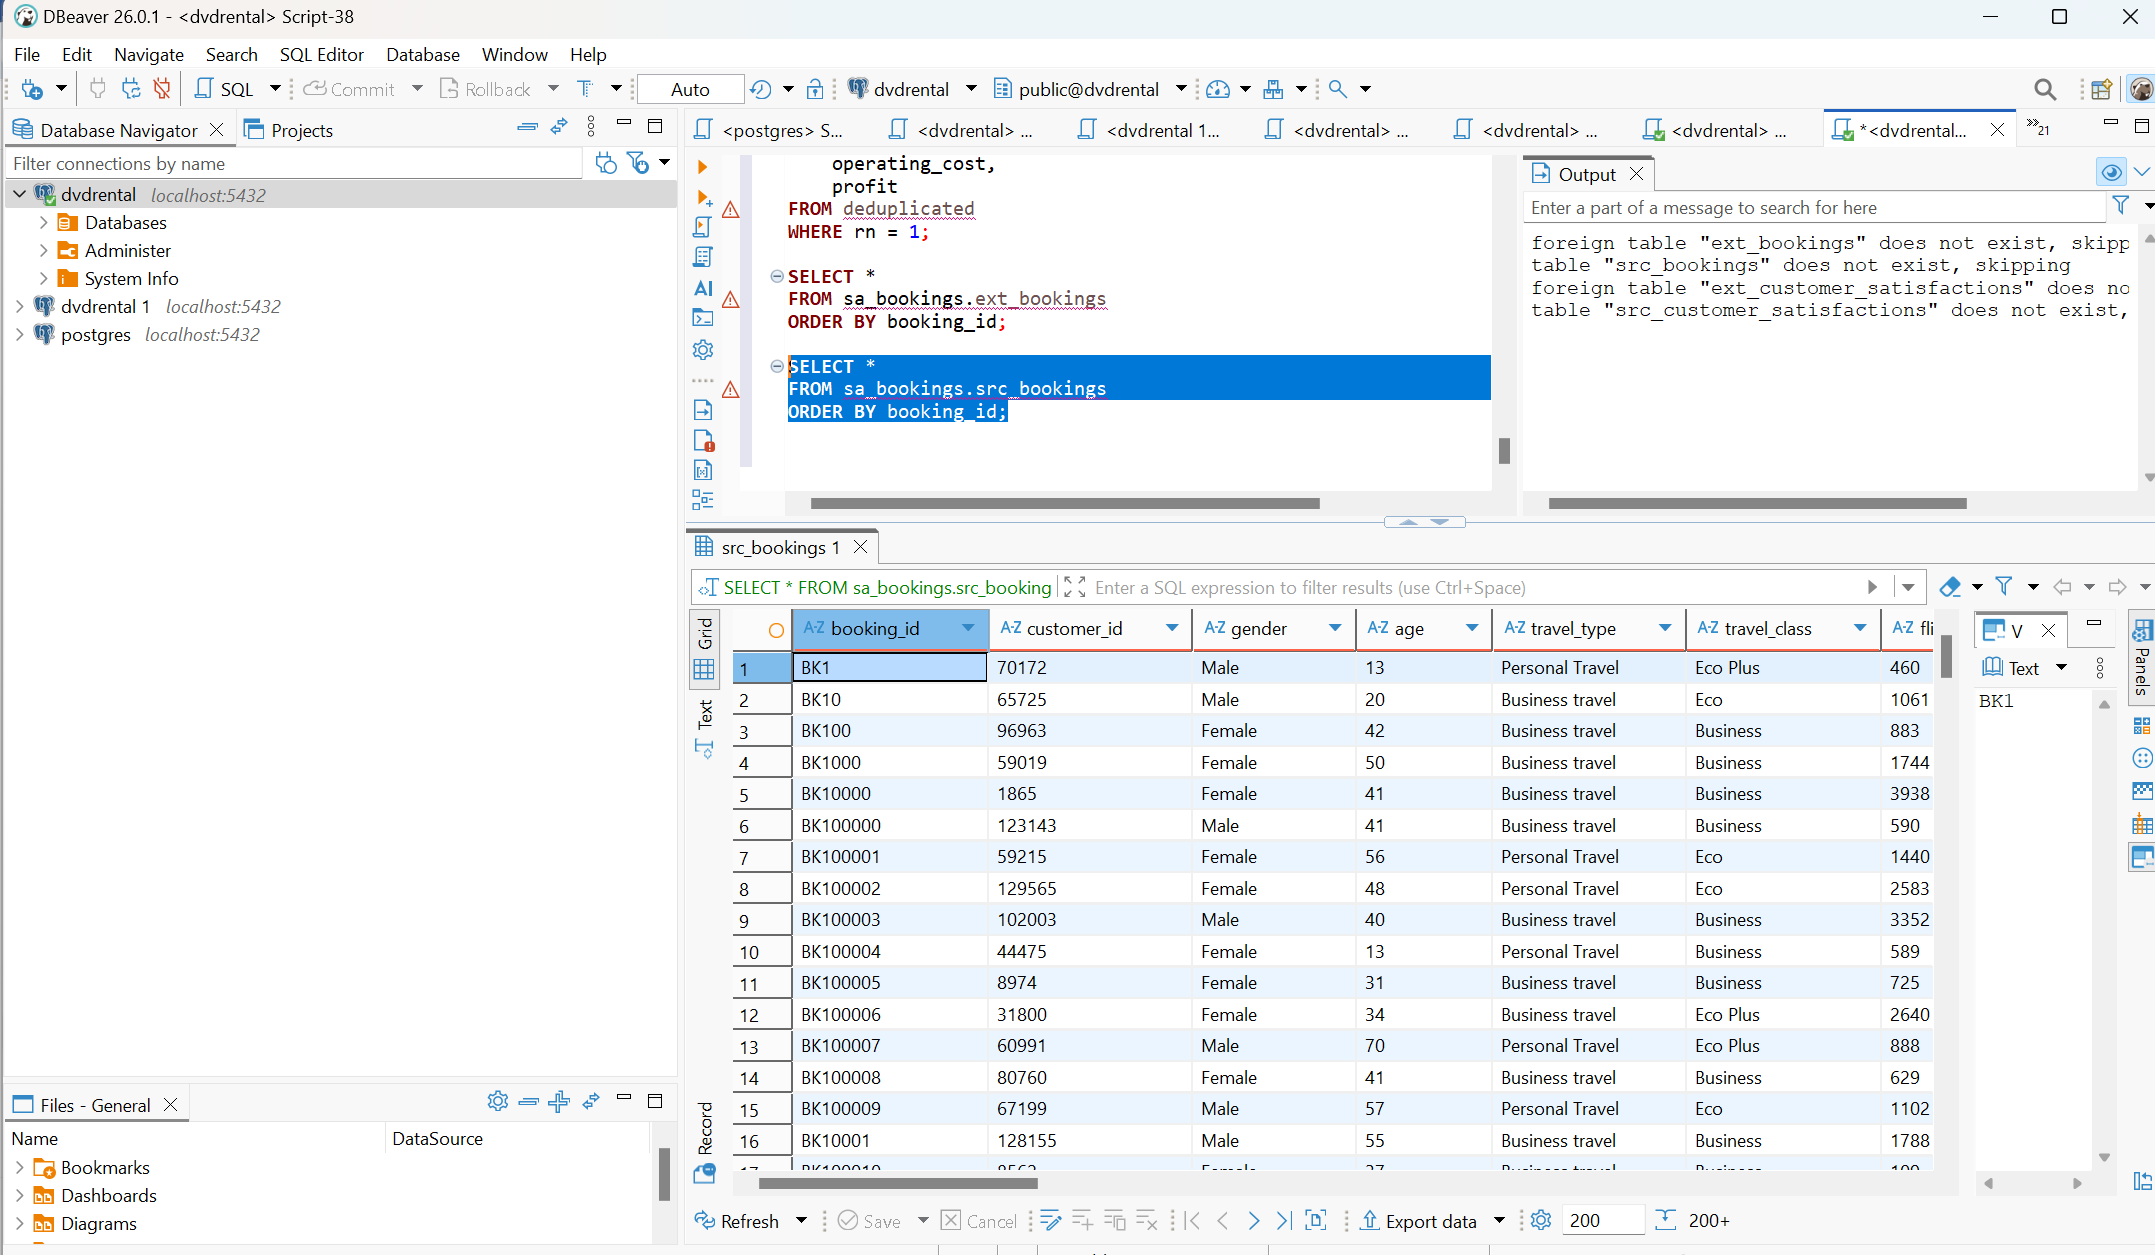 DBeaver 26.0.1 - <dvdrental> Script-38
File Edit Navigate Search SQL Editor Database Window Help
SQL Commit Rollback Auto dvdrental public@dvdrental
Database Navigator Projects
<postgres> S... <dvdrental> ... <dvdrental 1... <dvdrental> ... <dvdrental> ... <dvdrental> ... *<dvdrental... »21
Filter connections by name
dvdrental localhost:5432
Databases
Administer
System Info
dvdrental 1 localhost:5432
postgres localhost:5432
AI
operating_cost,
profit
FROM deduplicated
WHERE rn = 1;
SELECT *
FROM sa_bookings.ext_bookings
ORDER BY booking_id;
SELECT *
FROM sa_bookings.src_bookings
ORDER BY booking_id;
Output
Enter a part of a message to search for here
foreign table "ext_bookings" does not exist, skipp
table "src_bookings" does not exist, skipping
foreign table "ext_customer_satisfactions" does no
table "src_customer_satisfactions" does not exist,
src_bookings 1
SELECT * FROM sa_bookings.src_booking Enter a SQL expression to filter results (use Ctrl+Space)
Grid
Text
Record
A-Z booking_id A-Z customer_id A-Z gender A-Z age A-Z travel_type A-Z travel_class A-Z fli
1 BK1 70172 Male 13 Personal Travel Eco Plus 460
2 BK10 65725 Male 20 Business travel Eco 1061
3 BK100 96963 Female 42 Business travel Business 883
4 BK1000 59019 Female 50 Business travel Business 1744
5 BK10000 1865 Female 41 Business travel Business 3938
6 BK100000 123143 Male 41 Business travel Business 590
7 BK100001 59215 Female 56 Personal Travel Eco 1440
8 BK100002 129565 Female 48 Personal Travel Eco 2583
9 BK100003 102003 Male 40 Business travel Business 3352
10 BK100004 44475 Female 13 Personal Travel Business 589
11 BK100005 8974 Female 31 Business travel Business 725
12 BK100006 31800 Female 34 Business travel Eco Plus 2640
13 BK100007 60991 Male 70 Personal Travel Eco Plus 888
14 BK100008 80760 Female 41 Business travel Business 629
15 BK100009 67199 Male 57 Personal Travel Eco 1102
16 BK10001 128155 Male 55 Business travel Business 1788
V
Text
BK1
Panels
Files - General
Name DataSource
Bookmarks
Dashboards
Diagrams
Refresh Save Cancel Export data 200 200+